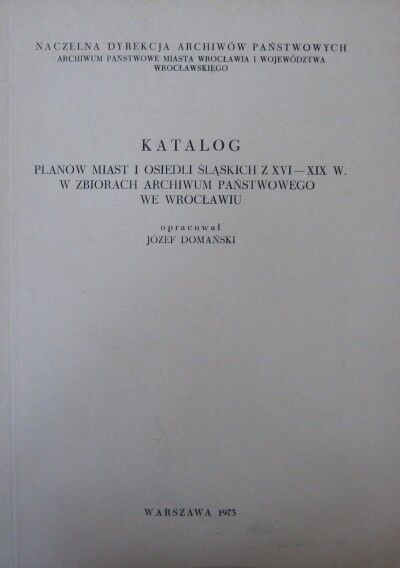 NACZELNA DYREKCJA ARCHIWÓW PAŃSTWOWYCH
ARCHIWUM PAŃSTWOWE MIASTA WROCŁAWIA I WOJEWÓDZTWA
WROCŁAWSKIEGO
KATALOG
PLANÓW MIAST I OSIEDLI ŚLĄSKICH Z XVI—XIX W.
W ZBIORACH ARCHIWUM PAŃSTWOWEGO
WE WROCŁAWIU
opracował
JÓZEF DOMAŃSKI
WARSZAWA 1973